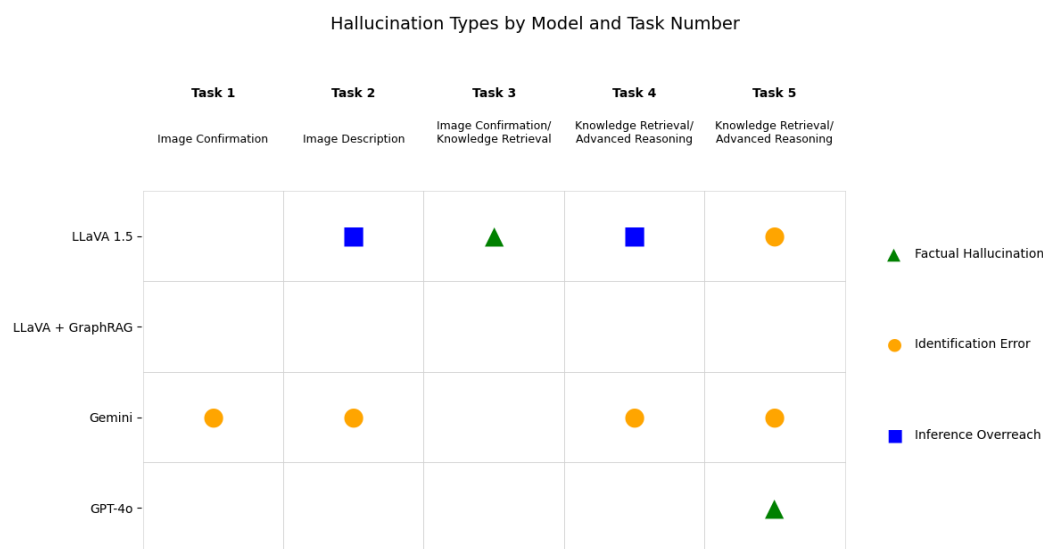 Hallucination Types by Model and Task Number
Task 1
Task 2
Task 3
Task 4
Task 5
Image Confirmation
Image Description
Image Confirmation/
Knowledge Retrieval
Knowledge Retrieval/
Advanced Reasoning
Knowledge Retrieval/
Advanced Reasoning
LLaVA 1.5
LLaVA + GraphRAG
Gemini
GPT-4o
Factual Hallucination
Identification Error
Inference Overreach